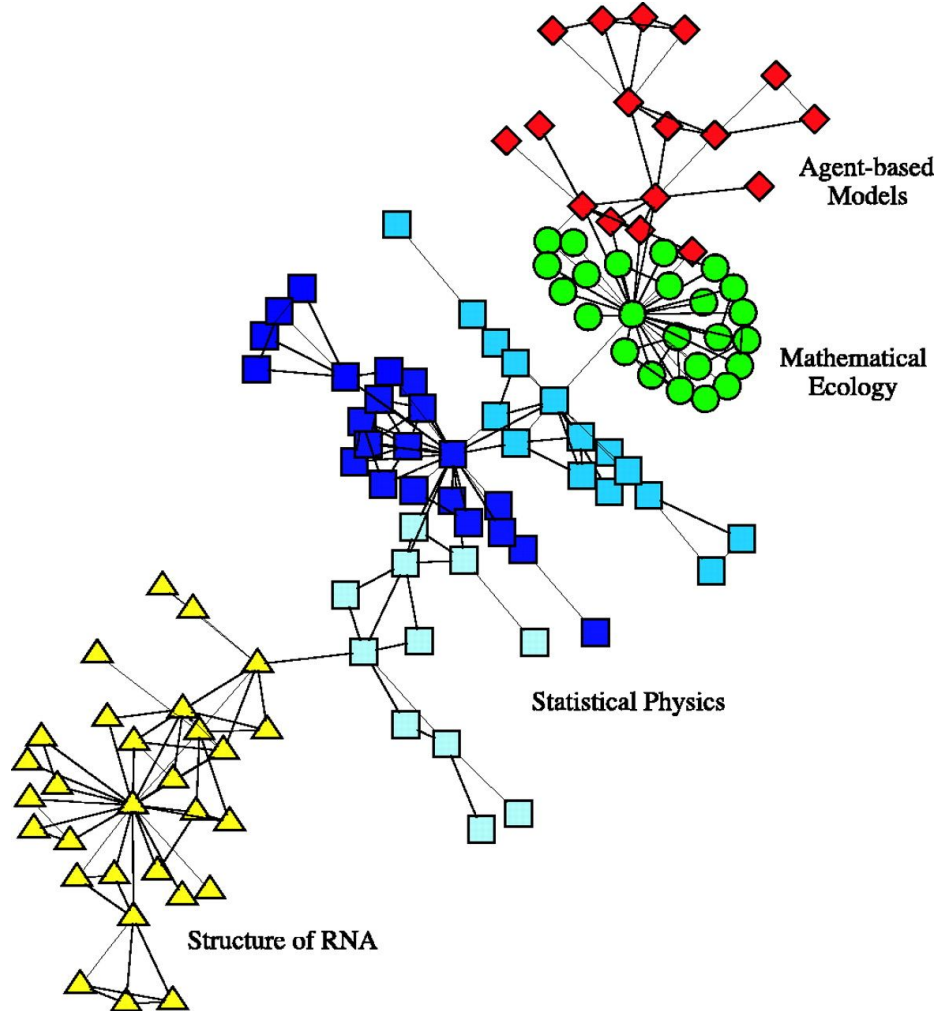 Agent-based
Models
Mathematical
Ecology
Statistical Physics
Structure of RNA